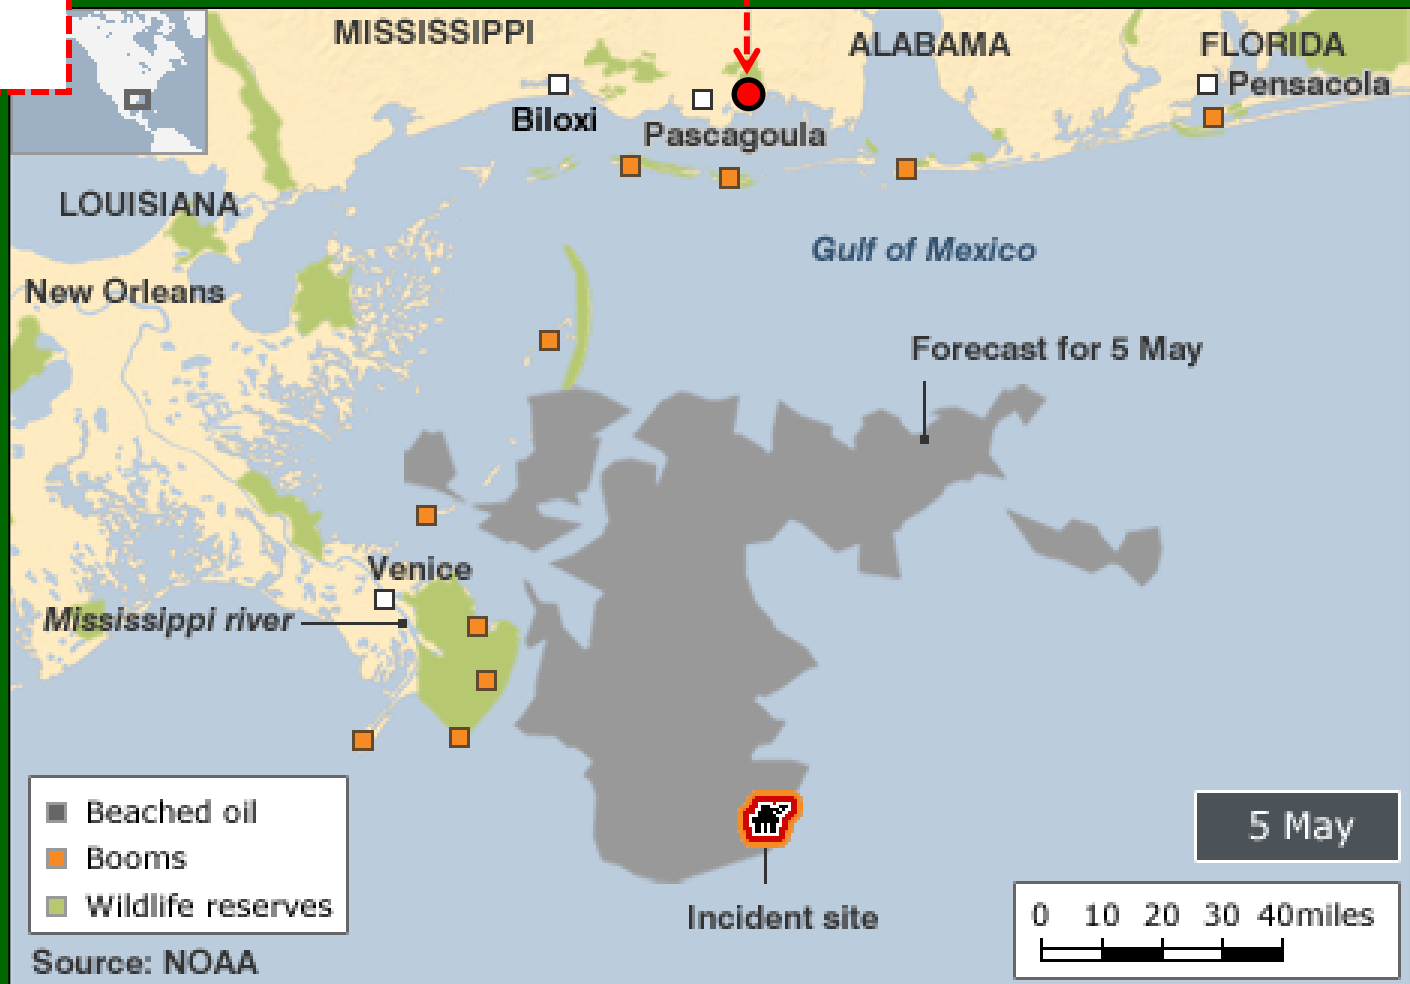 MISSISSIPPI
ALABAMA
FLORIDA
Pensacola
Biloxi
Pascagoula
LOUISIANA
Gulf of Mexico
New Orleans
Forecast for 5 May
Venice
Mississippi river
Beached oil
Booms
Wildlife reserves
5 May
0 10 20 30 40miles
Incident site
Source: NOAA